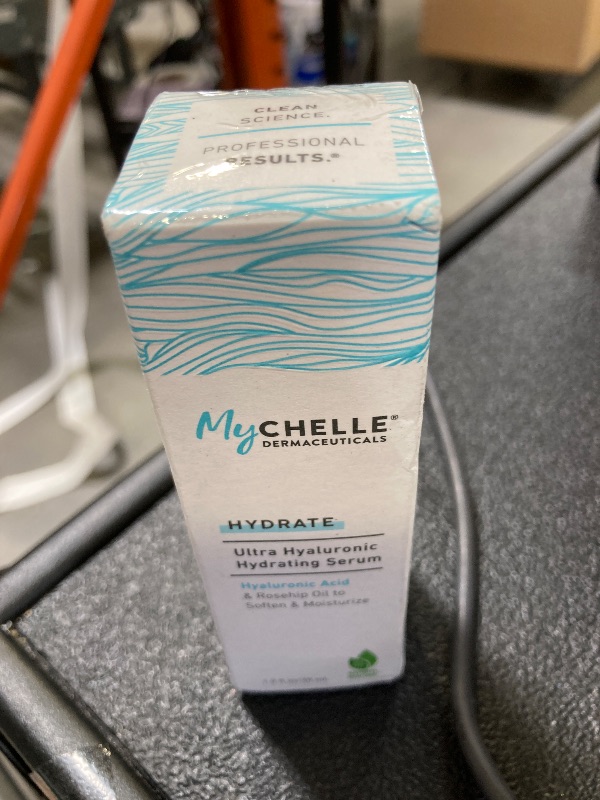 CLEAN
SCIENCE.
PROFESSIONAL
RESULTS.®
MyCHELLE®
DERMACEUTICALS
HYDRATE
Ultra Hyaluronic
Hydrating Serum
Hyaluronic Acid
& Rosehip Oil to
Soften & Moisturize